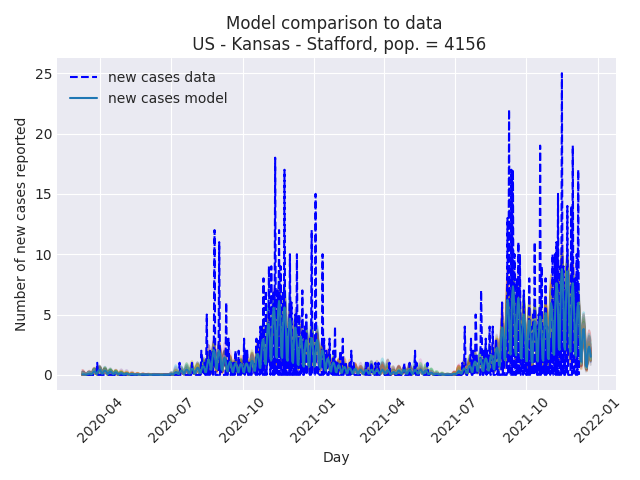 Model comparison to data
US - Kansas - Stafford, pop. = 4156
new cases data
new cases model
Number of new cases reported
25
20
15
10
5
0
2020-04
2020-07
2020-10
2021-01
2021-04
2021-07
2021-10
2022-01
Day